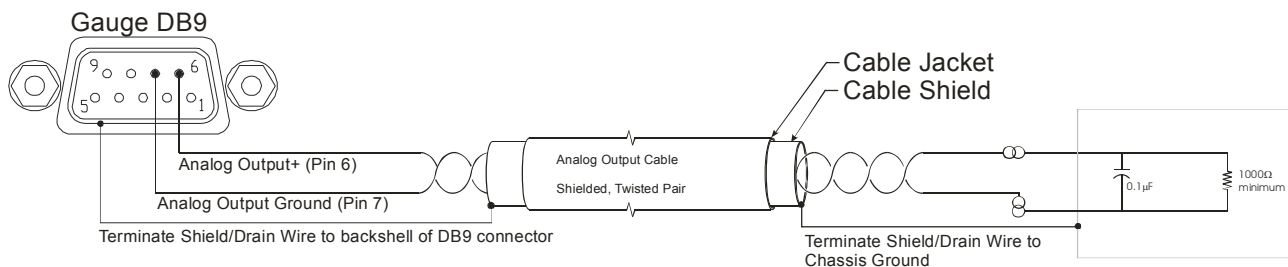 Gauge DB9
9
6
5
1
Cable Jacket
Cable Shield
Analog Output+ (Pin 6)
Analog Output Ground (Pin 7)
Analog Output Cable
Shielded, Twisted Pair
0.1µF
1000Ω
minimum
Terminate Shield/Drain Wire to backshell of DB9 connector
Terminate Shield/Drain Wire to
Chassis Ground